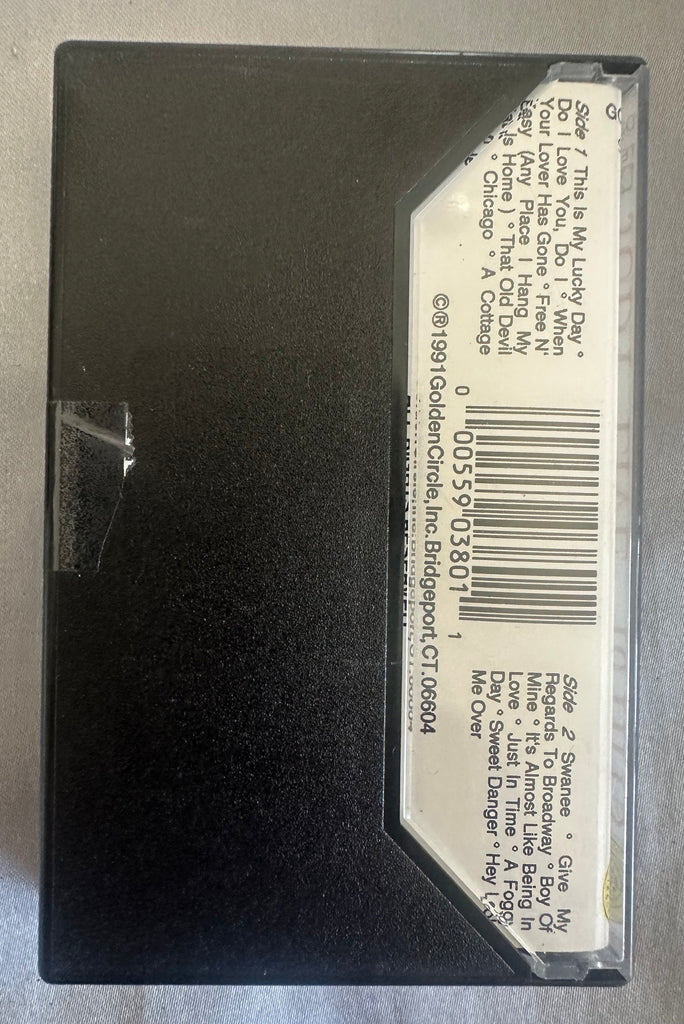 Side 1 This Is My Lucky Day °
Do I Love You, Do I ° When
Your Lover Has Gone ° Free N'
Easy (Any Place I Hang My
Is Home ) ° That Old Devil
° Chicago ° A Cottage
0 00559 03801 1
©®1991 Golden Circle, Inc. Bridgeport, CT. 06604
Side 2 Swanee ° Give My
Regards To Broadway ° Boy Of
Mine ° It's Almost Like Being In
Love ° Just In Time ° A Foggy
Day ° Sweet Danger ° Hey Look
Me Over